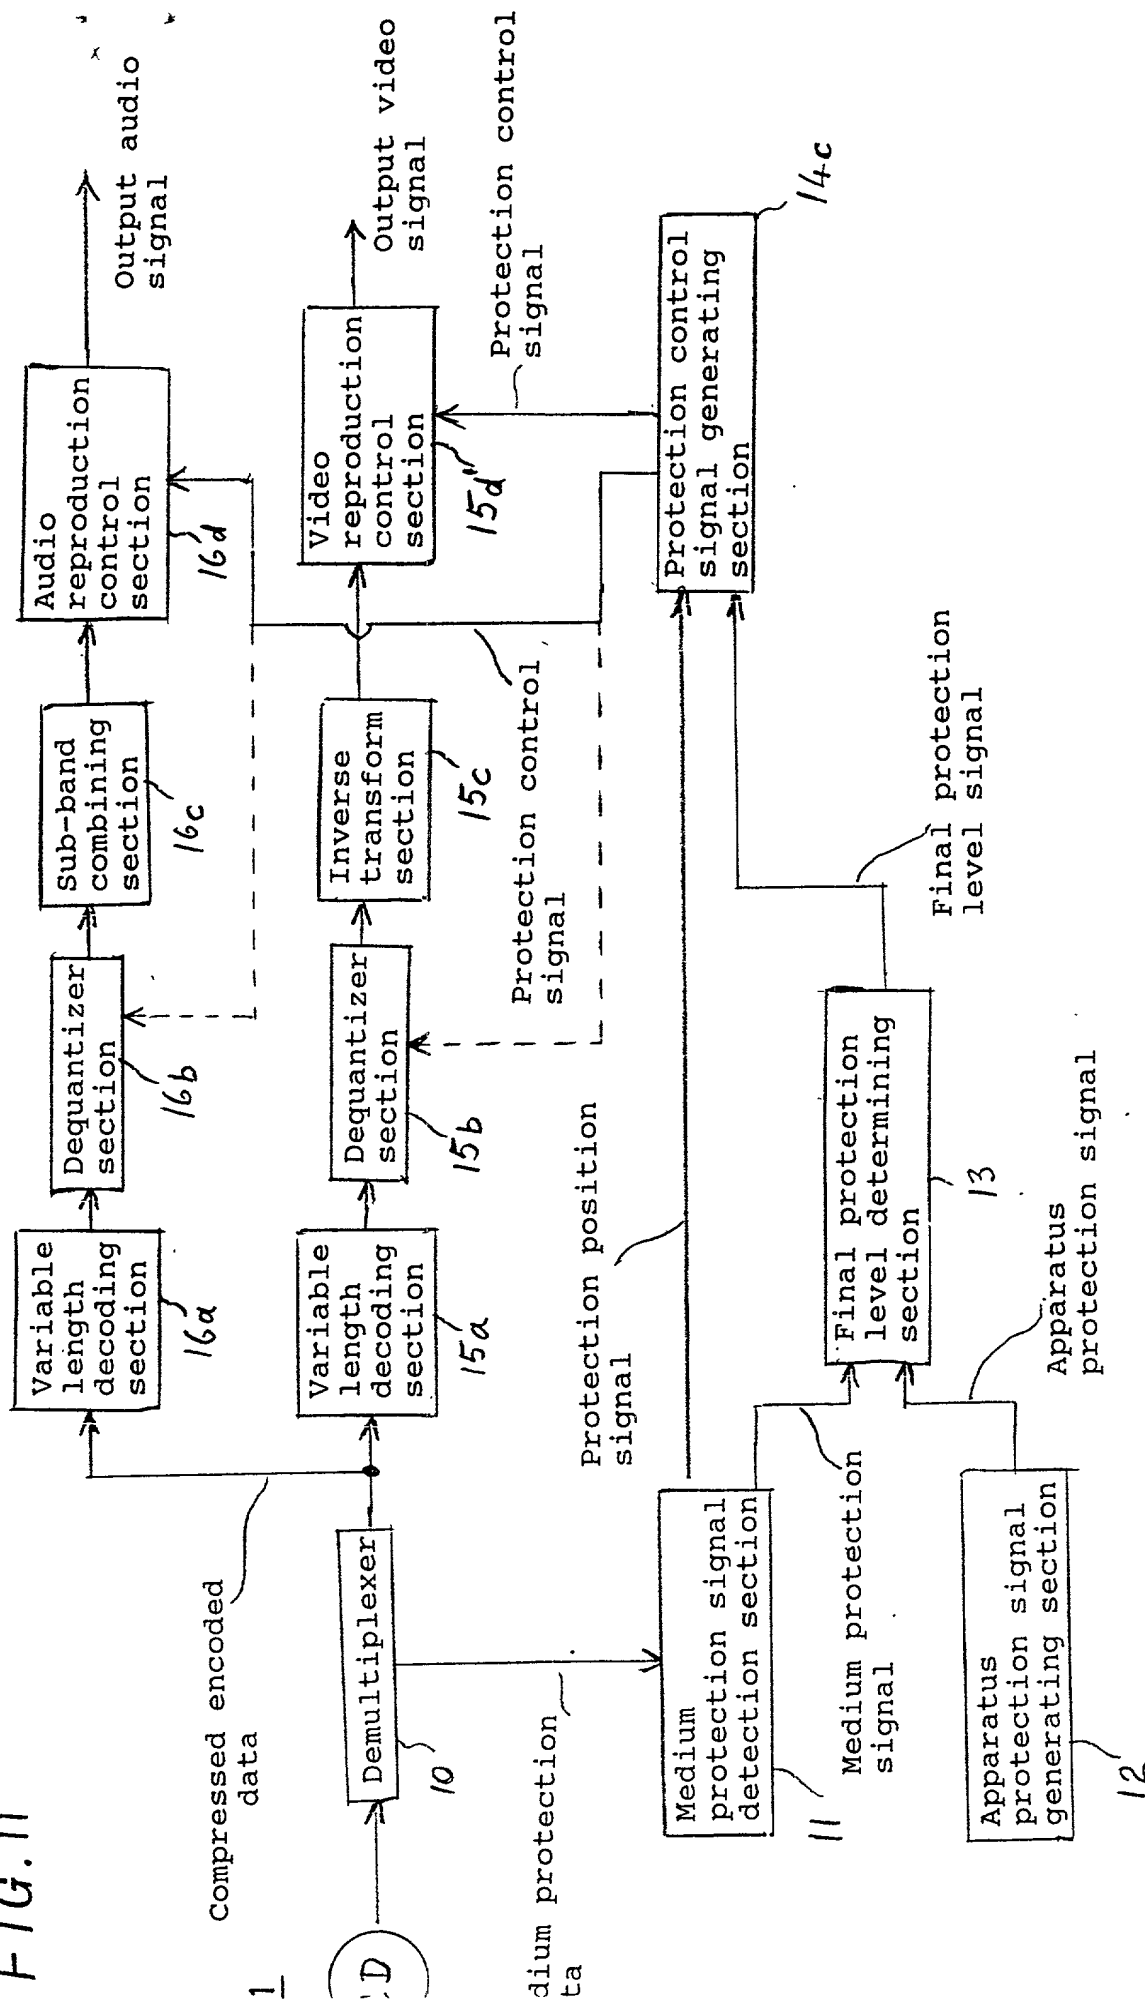 FIG.11
1
CD
Compressed encoded
data
Demultiplexer
10
dium protection
ta
Variable
length
decoding
section
16a
Dequantizer
section
16b
Sub-band
combining
section
16c
Audio
reproduction
control
section
16d
Output audio
signal
Variable
length
decoding
section
15a
Dequantizer
section
15b
Inverse
transform
section
15c
Video
reproduction
control
section
15d"
Output video
signal
Protection control
signal
Protection control
signal
Protection position
signal
Medium
protection signal
detection section
11
Medium protection
signal
Apparatus
protection signal
generating section
12
Apparatus
protection signal
Final protection
level determining
section
13
Final protection
level signal
Protection control
signal generating
section
14c